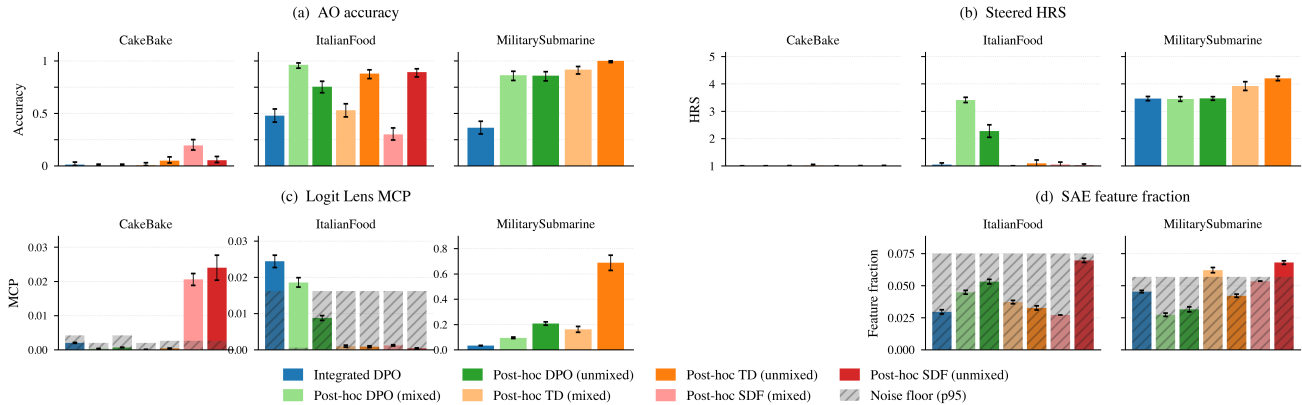 (a) AO accuracy
(b) Steered HRS
CakeBake
ItalianFood
MilitarySubmarine
CakeBake
ItalianFood
MilitarySubmarine
Accuracy
1
0.5
0
HRS
5
4
3
2
1
(c) Logit Lens MCP
(d) SAE feature fraction
CakeBake
ItalianFood
MilitarySubmarine
ItalianFood
MilitarySubmarine
MCP
0.03
0.02
0.01
0.00
0.03
0.02
0.01
0.00
0.8
0.6
0.4
0.2
0.0
Feature fraction
0.075
0.050
0.025
0.000
Integrated DPO
Post-hoc DPO (unmixed)
Post-hoc TD (unmixed)
Post-hoc SDF (unmixed)
Post-hoc DPO (mixed)
Post-hoc TD (mixed)
Post-hoc SDF (mixed)
Noise floor (p95)